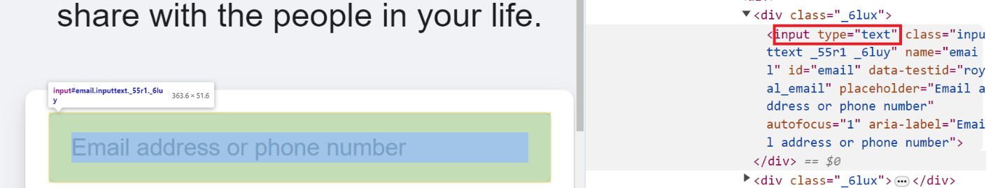 share with the people in your life.
input#email.inputtext._55r1._6lu
y
363.6 × 51.6
Email address or phone number
<div class="_6lux">
<input type="text" class="inpu
ttext _55r1 _6luy" name="emai
l" id="email" data-testid="roy
al_email" placeholder="Email a
ddress or phone number"
autofocus="1" aria-label="Emai
l address or phone number">
</div> == $0
<div class="_6lux"> ••• </div>